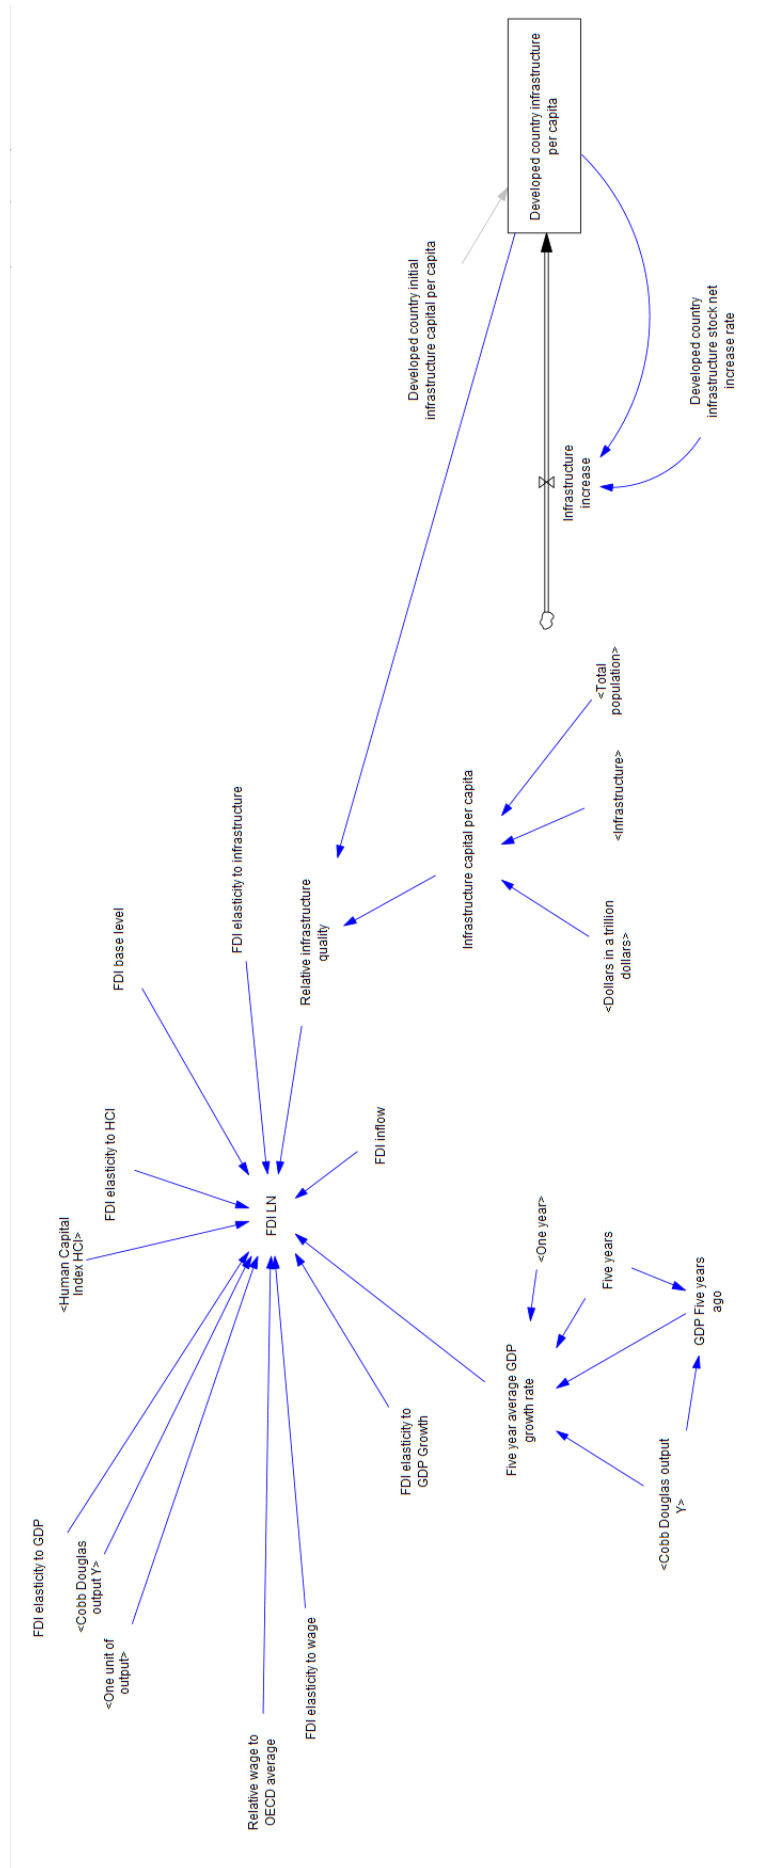 FDI elasticity to GDP
<Cobb Douglas
output Y>
<One unit of
output>
<Human Capital
Index HCI>
FDI elasticity to HCI
FDI base level
FDI elasticity to infrastructure
Relative wage to
OECD average
FDI elasticity to wage
FDI LN
Relative infrastructure
quality
FDI inflow
FDI elasticity to
GDP Growth
Developed country initial
infrastructure capital per capita
Infrastructure capital per capita
Five year average GDP
growth rate
<One year>
Developed country infrastructure
per capita
Infrastructure
increase
Five years
<Dollars in a trillion
dollars>
<Infrastructure>
<Total
population>
<Cobb Douglas output
Y>
GDP Five years
ago
Developed country
infrastructure stock net
increase rate